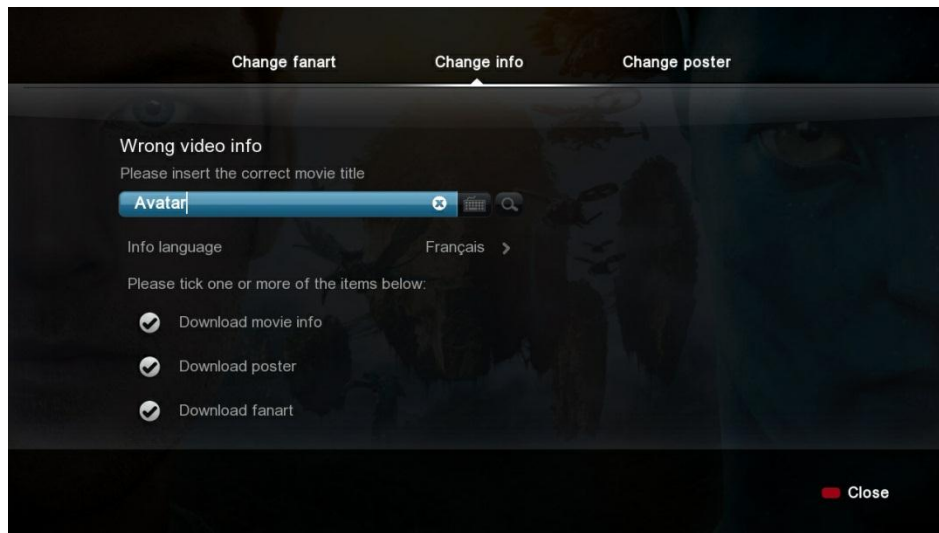 Change fanart Change info Change poster
Wrong video info
Please insert the correct movie title
Avatar
Info language Français
Please tick one or more of the items below:
Download movie info
Download poster
Download fanart
Close